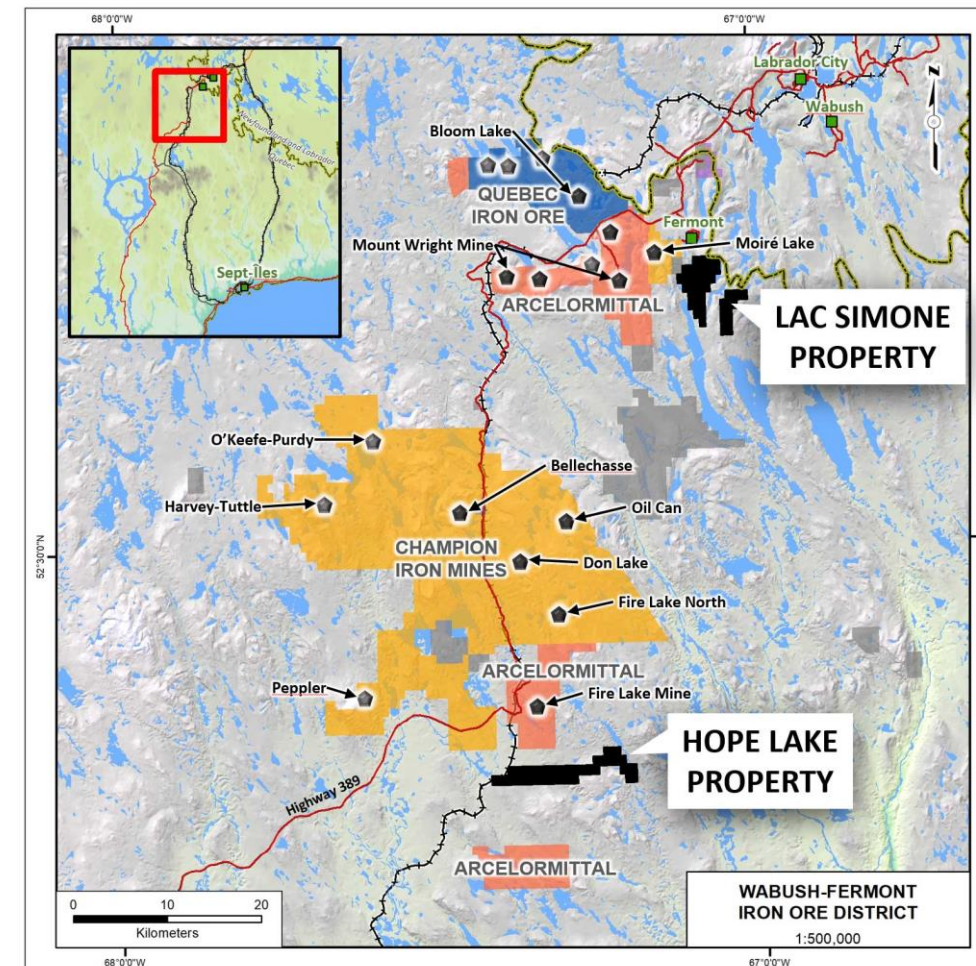 68°0'0"W
67°0'0"W
Labrador City
Wabush
N
Newfoundland and Labrador
Quebec
Sept-Îles
Bloom Lake
QUEBEC
IRON ORE
Fermont
Mount Wright Mine
Moiré Lake
ARCELORMITTAL
LAC SIMONE
PROPERTY
O'Keefe-Purdy
Bellechasse
Harvey-Tuttle
Oil Can
52°30'0"N
CHAMPION
IRON MINES
Don Lake
Fire Lake North
ARCELORMITTAL
Peppler
Fire Lake Mine
HOPE LAKE
PROPERTY
Highway 389
ARCELORMITTAL
0 10 20
Kilometers
WABUSH-FERMONT
IRON ORE DISTRICT
1:500,000
68°0'0"W
67°0'0"W